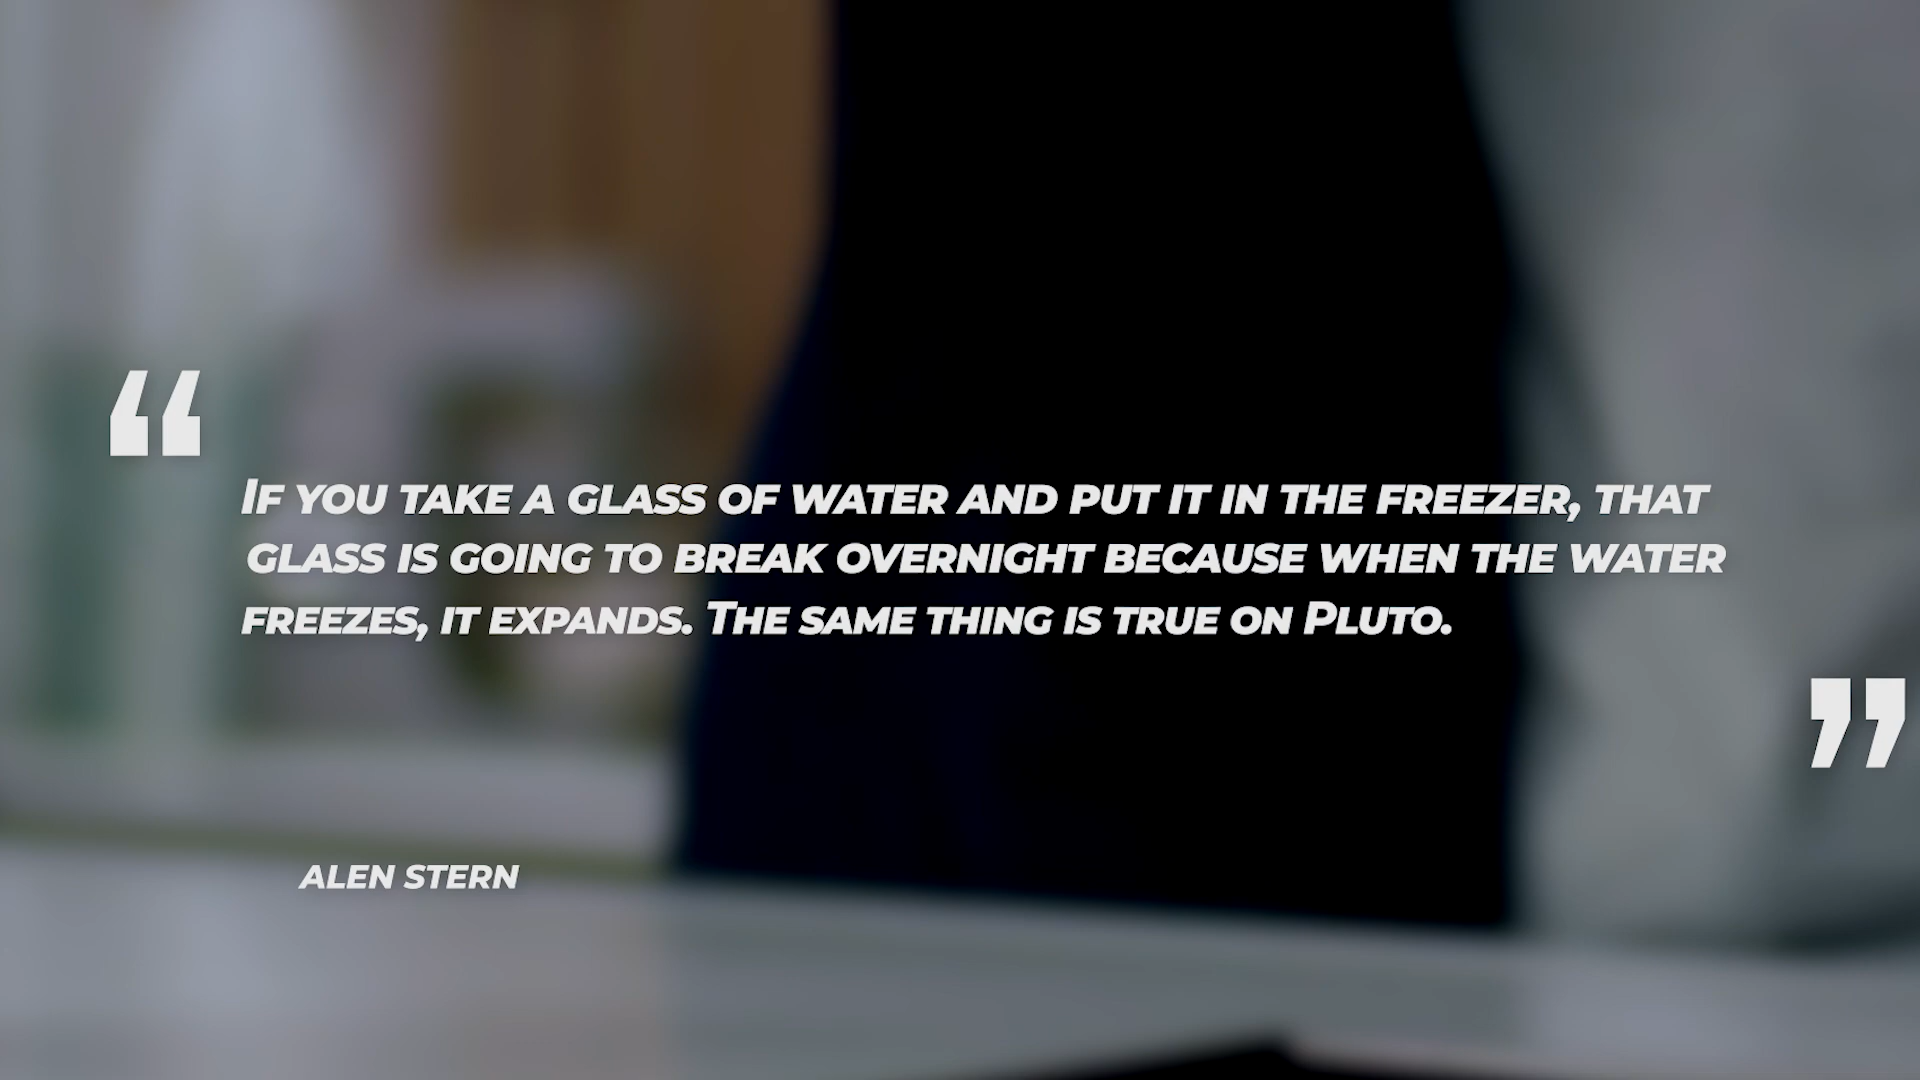 “
If you take a glass of water and put it in the freezer, that
glass is going to break overnight because when the water
freezes, it expands. The same thing is true on Pluto.
”
ALEN STERN